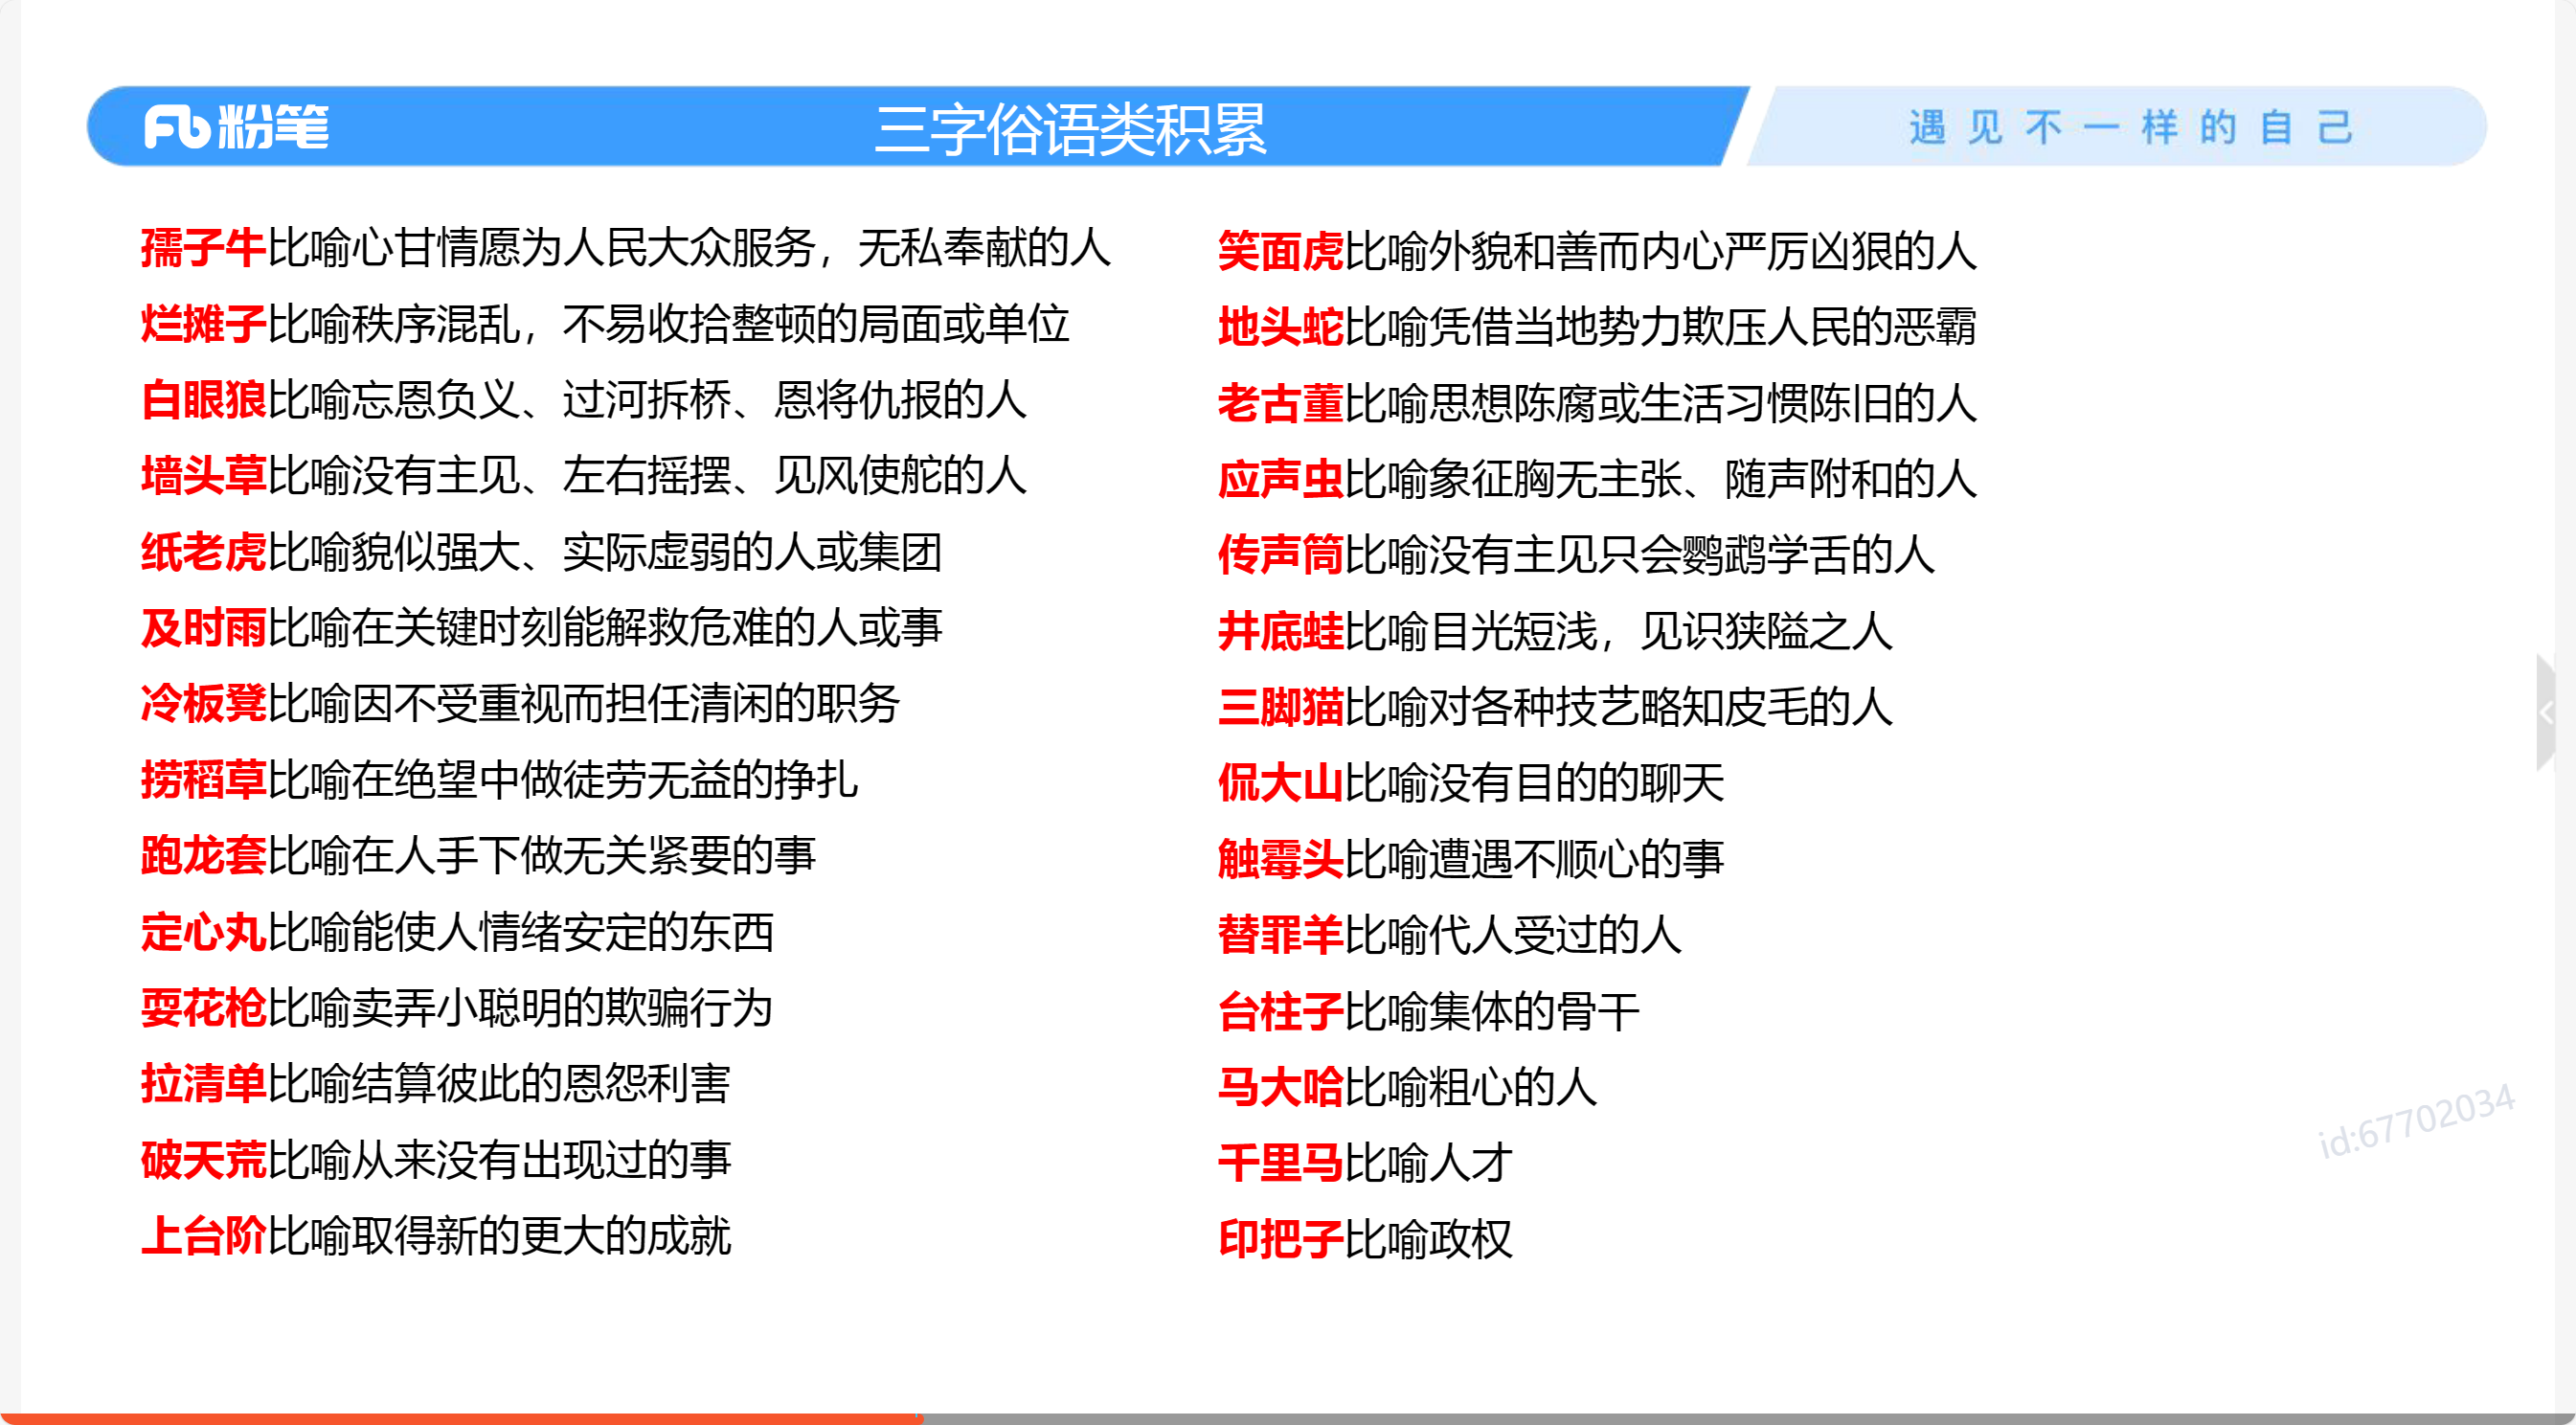 粉笔
三字俗语类积累
遇见不一样的自己
孺子牛比喻心甘情愿为人民大众服务，无私奉献的人
烂摊子比喻秩序混乱，不易收拾整顿的局面或单位
白眼狼比喻忘恩负义、过河拆桥、恩将仇报的人
墙头草比喻没有主见、左右摇摆、见风使舵的人
纸老虎比喻貌似强大、实际虚弱的人或集团
及时雨比喻在关键时刻能解救危难的人或事
冷板凳比喻因不受重视而担任清闲的职务
捞稻草比喻在绝望中做徒劳无益的挣扎
跑龙套比喻在人手下做无关紧要的事
定心丸比喻能使人情绪安定的东西
耍花枪比喻卖弄小聪明的欺骗行为
拉清单比喻结算彼此的恩怨利害
破天荒比喻从来没有出现过的事
上台阶比喻取得新的更大的成就
笑面虎比喻外貌和善而内心严厉凶狠的人
地头蛇比喻凭借当地势力欺压人民的恶霸
老古董比喻思想陈腐或生活习惯陈旧的人
应声虫比喻象征胸无主张、随声附和的人
传声筒比喻没有主见只会鹦鹉学舌的人
井底蛙比喻目光短浅，见识狭隘之人
三脚猫比喻对各种技艺略知皮毛的人
侃大山比喻没有目的的聊天
触霉头比喻遭遇不顺心的事
替罪羊比喻代人受过的人
台柱子比喻集体的骨干
马大哈比喻粗心的人
千里马比喻人才
印把子比喻政权
id:67702034